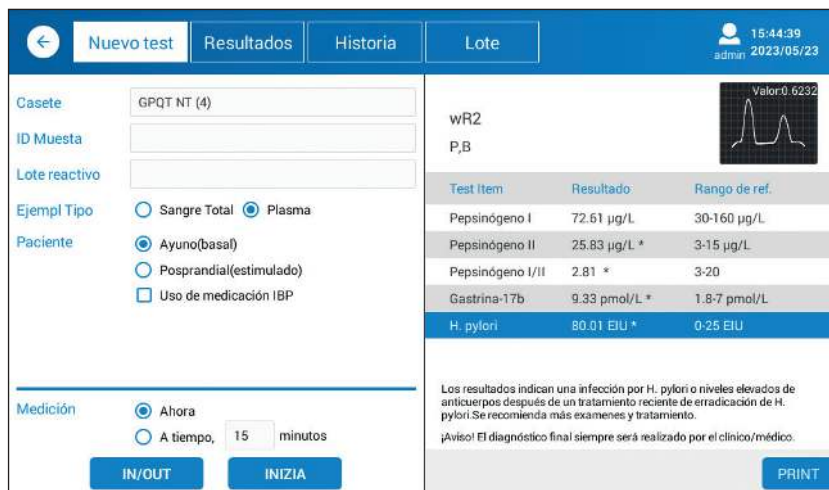 Nuevo test Resultados Historia Lote
15:44:39
admin 2023/05/23
Casete GPQT NT (4)
ID Muesta
Lote reactivo
Ejempl Tipo Sangre Total Plasma
Paciente Ayuno(basal)
Posprandial(estimulado)
Uso de medicación IBP
Medición Ahora
A tiempo, 15 minutos
IN/OUT INIZIA
Valor:0.6232
wR2
P,B
Test Item Resultado Rango de ref.
Pepsinógeno I 72.61 µg/L 30-160 µg/L
Pepsinógeno II 25.83 µg/L * 3-15 µg/L
Pepsinógeno I/II 2.81 * 3-20
Gastrina-17b 9.33 pmol/L * 1.8-7 pmol/L
H. pylori 80.01 EIU * 0-25 EIU
Los resultados indican una infección por H. pylori o niveles elevados de
anticuerpos después de un tratamiento reciente de erradicación de H.
pylori.Se recomienda más examenes y tratamiento.
¡Aviso! El diagnóstico final siempre será realizado por el clínico/médico.
PRINT